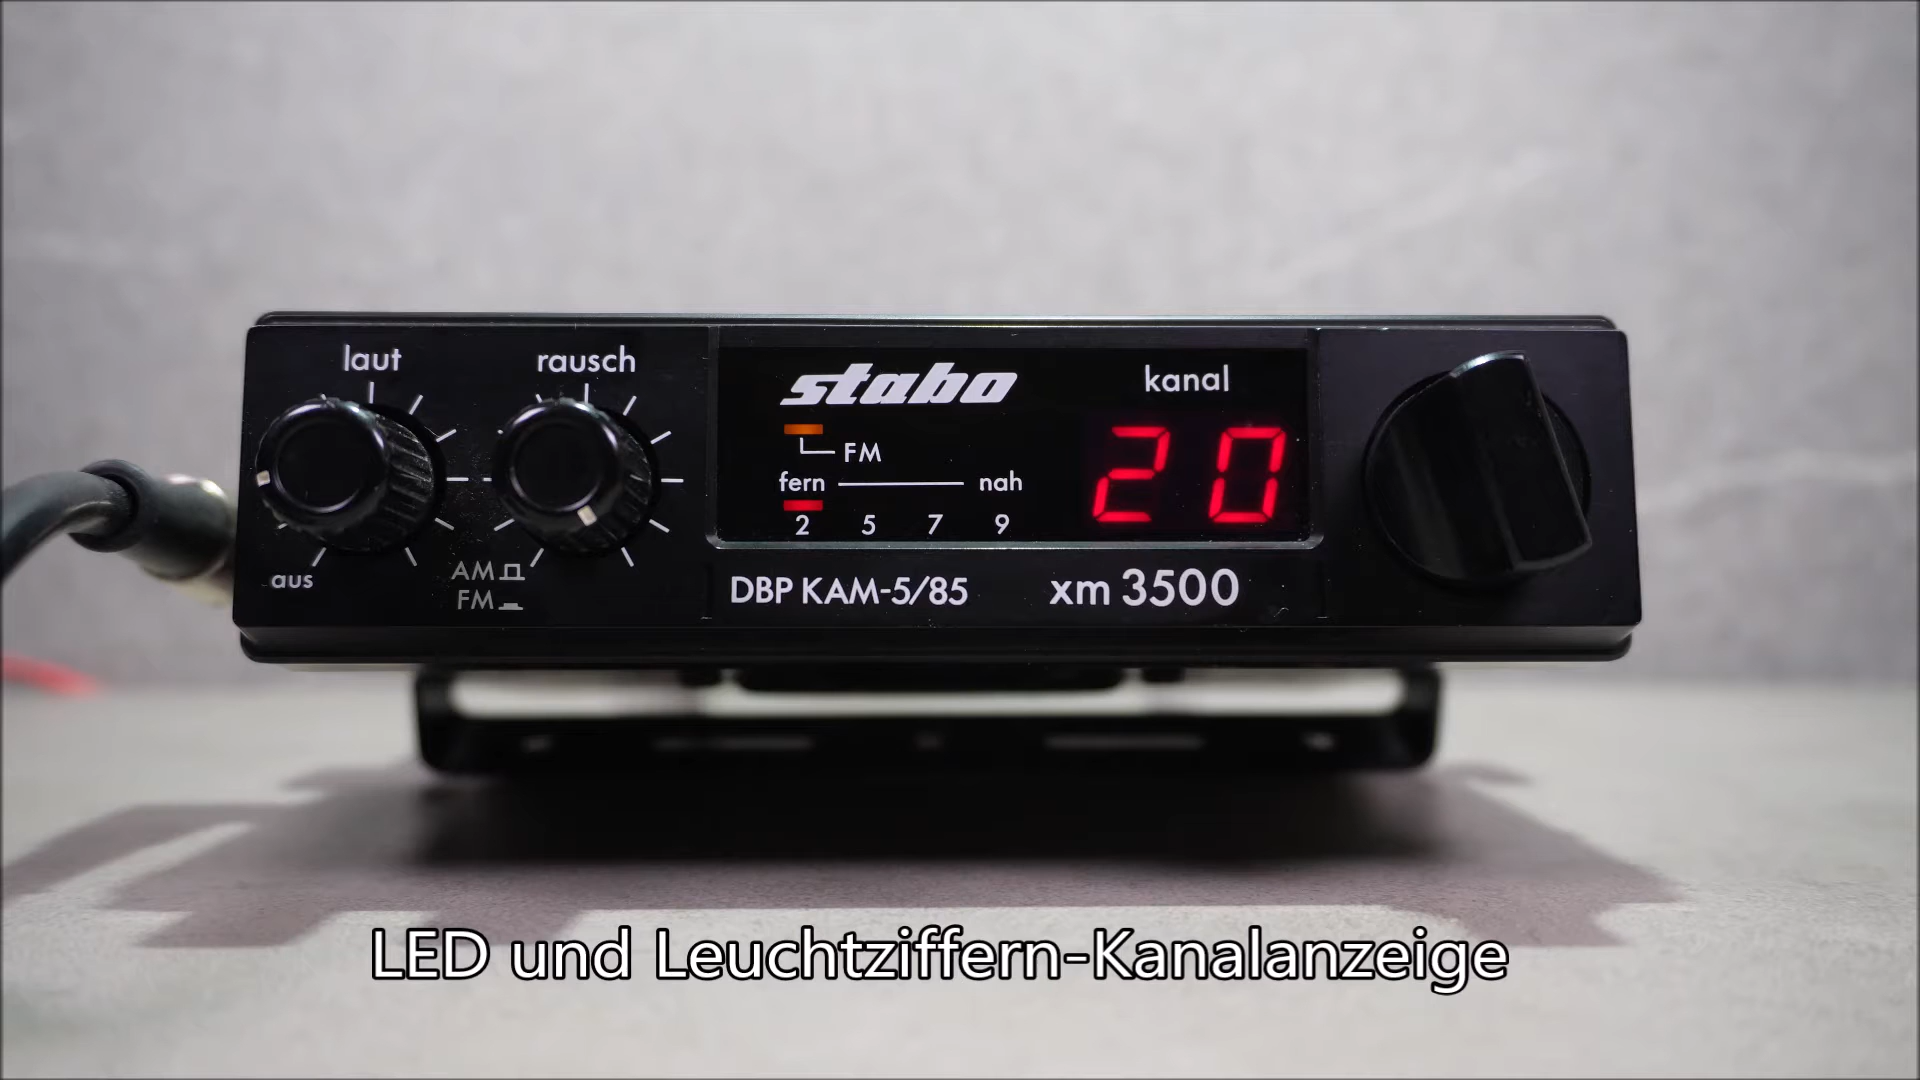 laut
rausch
aus
AM
FM
stabo
FM
fern nah
2 5 7 9
kanal
20
DBP KAM-5/85 xm 3500
LED und Leuchtziffern-Kanalanzeige